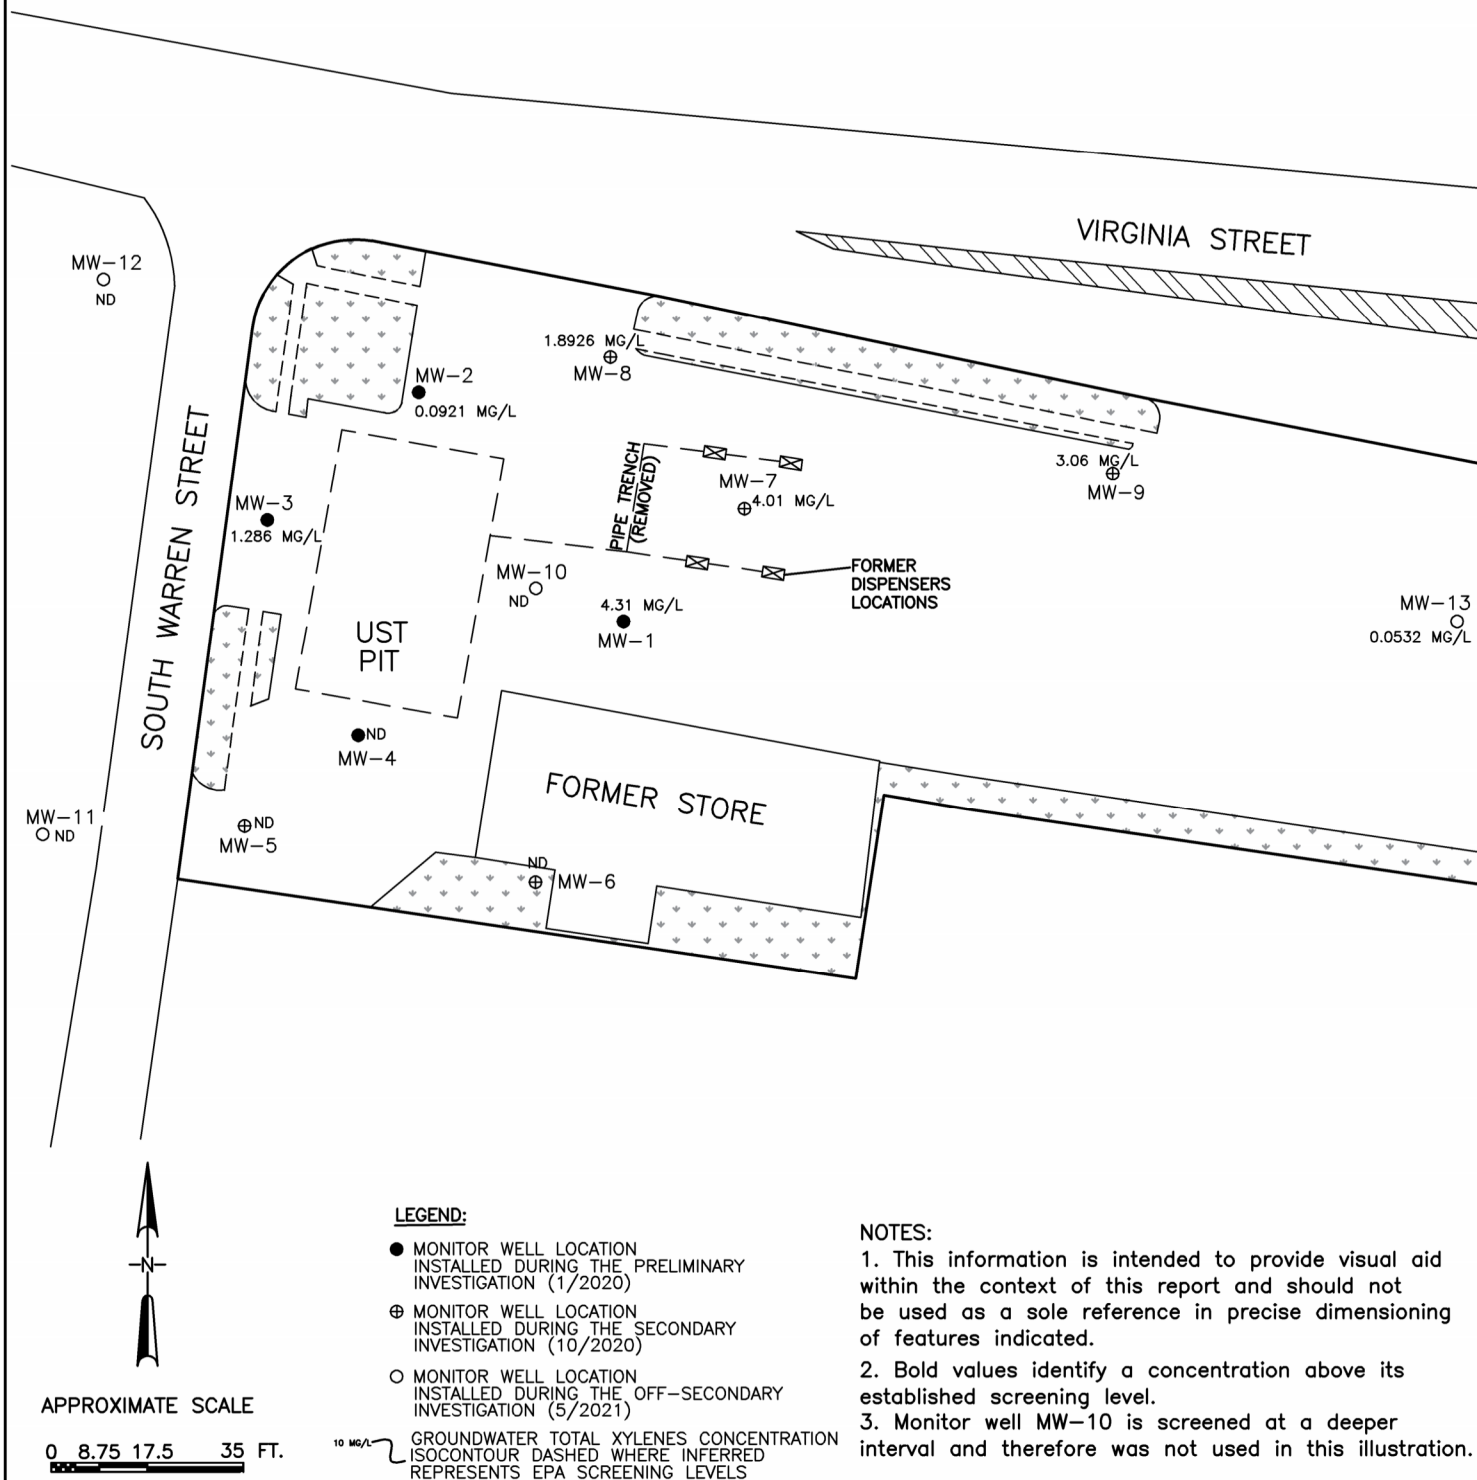 VIRGINIA STREET
MW-12
ND
1.8926 MG/L
MW-8
MW-2
0.0921 MG/L
3.06 MG/L
MW-9
MW-7
4.01 MG/L
PIPE TRENCH
(REMOVED)
MW-3
1.286 MG/L
SOUTH WARREN STREET
MW-10
ND
FORMER
DISPENSERS
LOCATIONS
4.31 MG/L
MW-1
MW-13
0.0532 MG/L
UST
PIT
ND
MW-4
FORMER STORE
MW-11
ND
ND
MW-5
ND
MW-6
N
APPROXIMATE SCALE
0 8.75 17.5 35 FT.
LEGEND:
MONITOR WELL LOCATION
INSTALLED DURING THE PRELIMINARY
INVESTIGATION (1/2020)
MONITOR WELL LOCATION
INSTALLED DURING THE SECONDARY
INVESTIGATION (10/2020)
MONITOR WELL LOCATION
INSTALLED DURING THE OFF-SECONDARY
INVESTIGATION (5/2021)
10 MG/L GROUNDWATER TOTAL XYLENES CONCENTRATION
ISOCONTOUR DASHED WHERE INFERRED
REPRESENTS EPA SCREENING LEVELS
NOTES:
1. This information is intended to provide visual aid
within the context of this report and should not
be used as a sole reference in precise dimensioning
of features indicated.
2. Bold values identify a concentration above its
established screening level.
3. Monitor well MW-10 is screened at a deeper
interval and therefore was not used in this illustration.